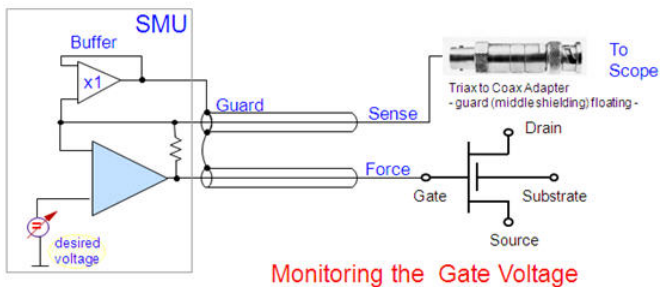 SMU
Buffer
x1
Guard
Sense
Force
desired
voltage
To
Scope
Triax to Coax Adapter
- guard (middle shielding) floating -
Drain
Gate
Substrate
Source
Monitoring the Gate Voltage